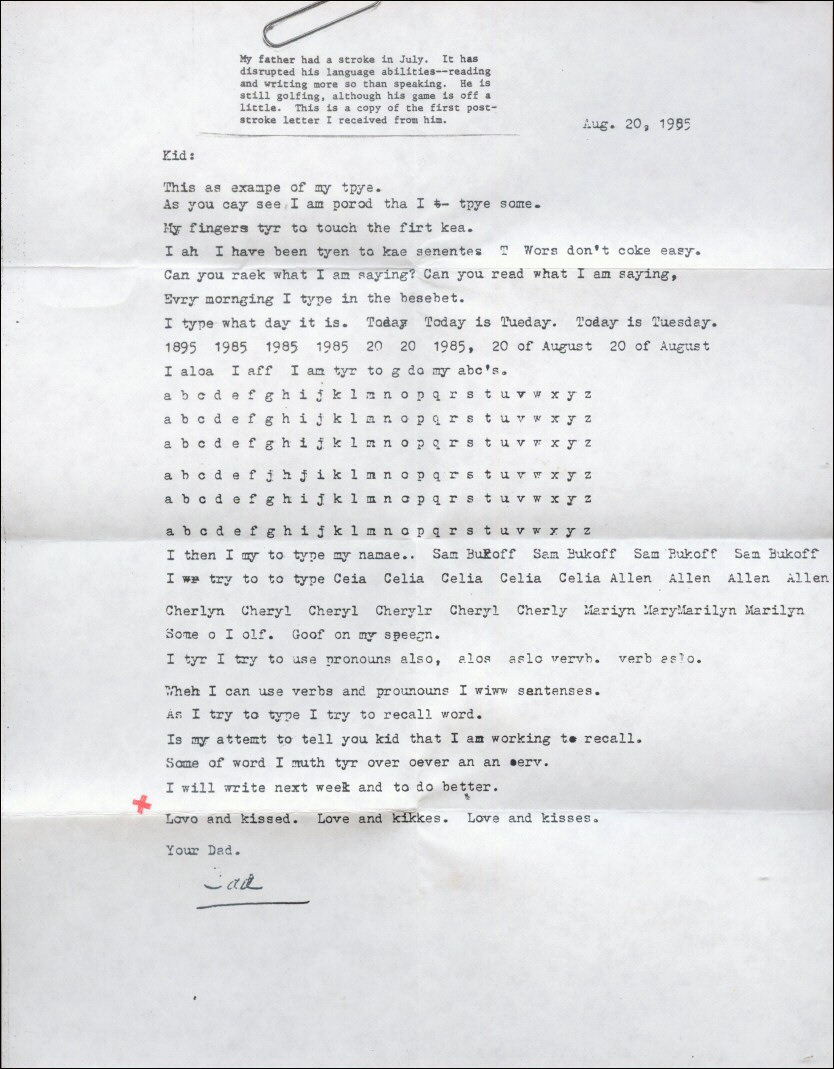 My father had a stroke in July. It has
disrupted his language abilities--reading
and writing more so than speaking. He is
still golfing, although his game is off a
little. This is a copy of the first post-
stroke letter I received from him.
Aug. 20, 1985
Kid:
This as exampe of my tpye.
As you cay see I am porod tha I t- tpye some.
My fingers tyr to touch the firt kea.
I ah I have been tyen to kae senentes T Wors don't coke easy.
Can you raek what I am saying? Can you read what I am saying,
Evry mornging I type in the besebet.
I type what day it is. Today Today is Tueday. Today is Tuesday.
1895 1985 1985 1985 20 20 1985, 20 of August 20 of August
I aloa I aff I am tyr to g do my abc's.
a b c d e f g h i j k l m n o p q r s t u v w x y z
a b c d e f g h i j k l m n o p q r s t u v w x y z
a b c d e f g h i j k l m n o p q r s t u v w x y z
a b c d e f j h j i k l m n o p q r s t u v w x y z
a b c d e f g h i j k l m n o p q r s t u v w x y z
a b c d e f g h i j k l m n o p q r s t u v w x y z
I then I my to type my namae.. Sam Bukoff Sam Bukoff Sam Bukoff Sam Bukoff
I wr try to to type Ceia Celia Celia Celia Celia Allen Allen Allen Allen
Cherlyn Cheryl Cheryl Cherylr Cheryl Cherly Mariyn MaryMarilyn Marilyn
Some o I olf. Goof on my speegn.
I tyr I try to use pronouns also, alos aslo vervb. verb aslo.
Wheh I can use verbs and prounouns I wiww sentenses.
As I try to type I try to recall word.
Is my attemt to tell you kid that I am working to recall.
Some of word I muth tyr over oever an an oerv.
I will write next week and to do better.
Lovo and kissed. Love and kikkes. Love and kisses.
Your Dad.
Dad